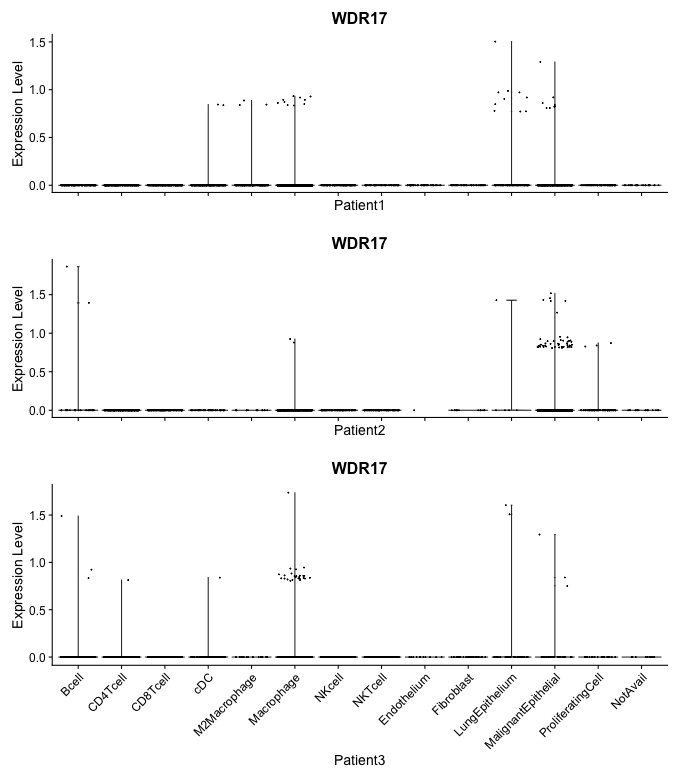 WDR17
Expression Level
1.5
1.0
0.5
0.0
Patient1
WDR17
Expression Level
1.5
1.0
0.5
0.0
Patient2
WDR17
Expression Level
1.5
1.0
0.5
0.0
Bcell
CD4Tcell
CD8Tcell
cDC
M2Macrophage
Macrophage
NKcell
NKTcell
Endothelium
Fibroblast
LungEpithelium
MalignantEpithelial
ProliferatingCell
NotAvail
Patient3